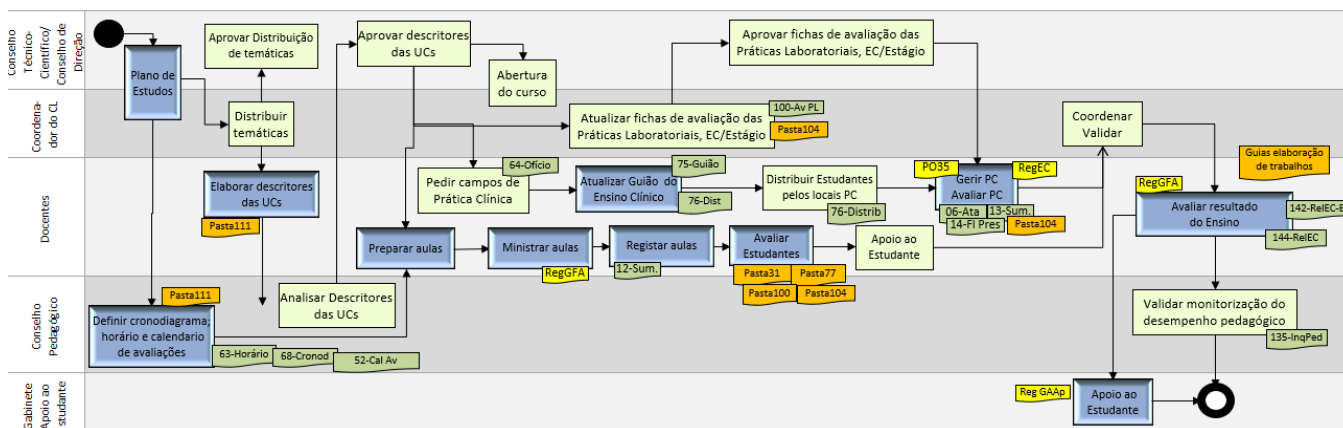 Conselho
Técnico-
Científico/
Conselho de
Direção
Plano de
Estudos
Aprovar Distribuição
de temáticas
Aprovar descritores
das UCs
Abertura
do curso
Aprovar fichas de avaliação das
Práticas Laboratoriais, EC/Estágio
Coordena-
dor do CL
Distribuir
temáticas
Atualizar fichas de avaliação das
Práticas Laboratoriais, EC/Estágio
100-Av PL
Pasta104
Coordenar
Validar
Docentes
Elaborar descritores
das UCs
Pasta111
Pedir campos de
Prática Clínica
64-Ofício
Atualizar Guião do
Ensino Clínico
75-Guião
76-Dist
Distribuir Estudantes
pelos locais PC
76-Distrib
PO35
RegEC
Gerir PC
Avaliar PC
06-Ata
13-Sum.
14-Fl Pres
Pasta104
Guias elaboração
de trabalhos
RegGFA
Avaliar resultado
do Ensino
142-RelEC-E
144-RelEC
Preparar aulas
Ministrar aulas
RegGFA
Registar aulas
12-Sum.
Avaliar
Estudantes
Pasta31
Pasta77
Pasta100
Pasta104
Apoio ao
Estudante
Conselho
Pedagógico
Pasta111
Definir cronodiagrama;
horário e calendario
de avaliações
63-Horário
68-Cronod
52-Cal Av
Analisar Descritores
das UCs
Validar monitorização do
desempenho pedagógico
135-InqPed
Gabinete
Apoio ao
Estudante
Reg GAAp
Apoio ao
Estudante